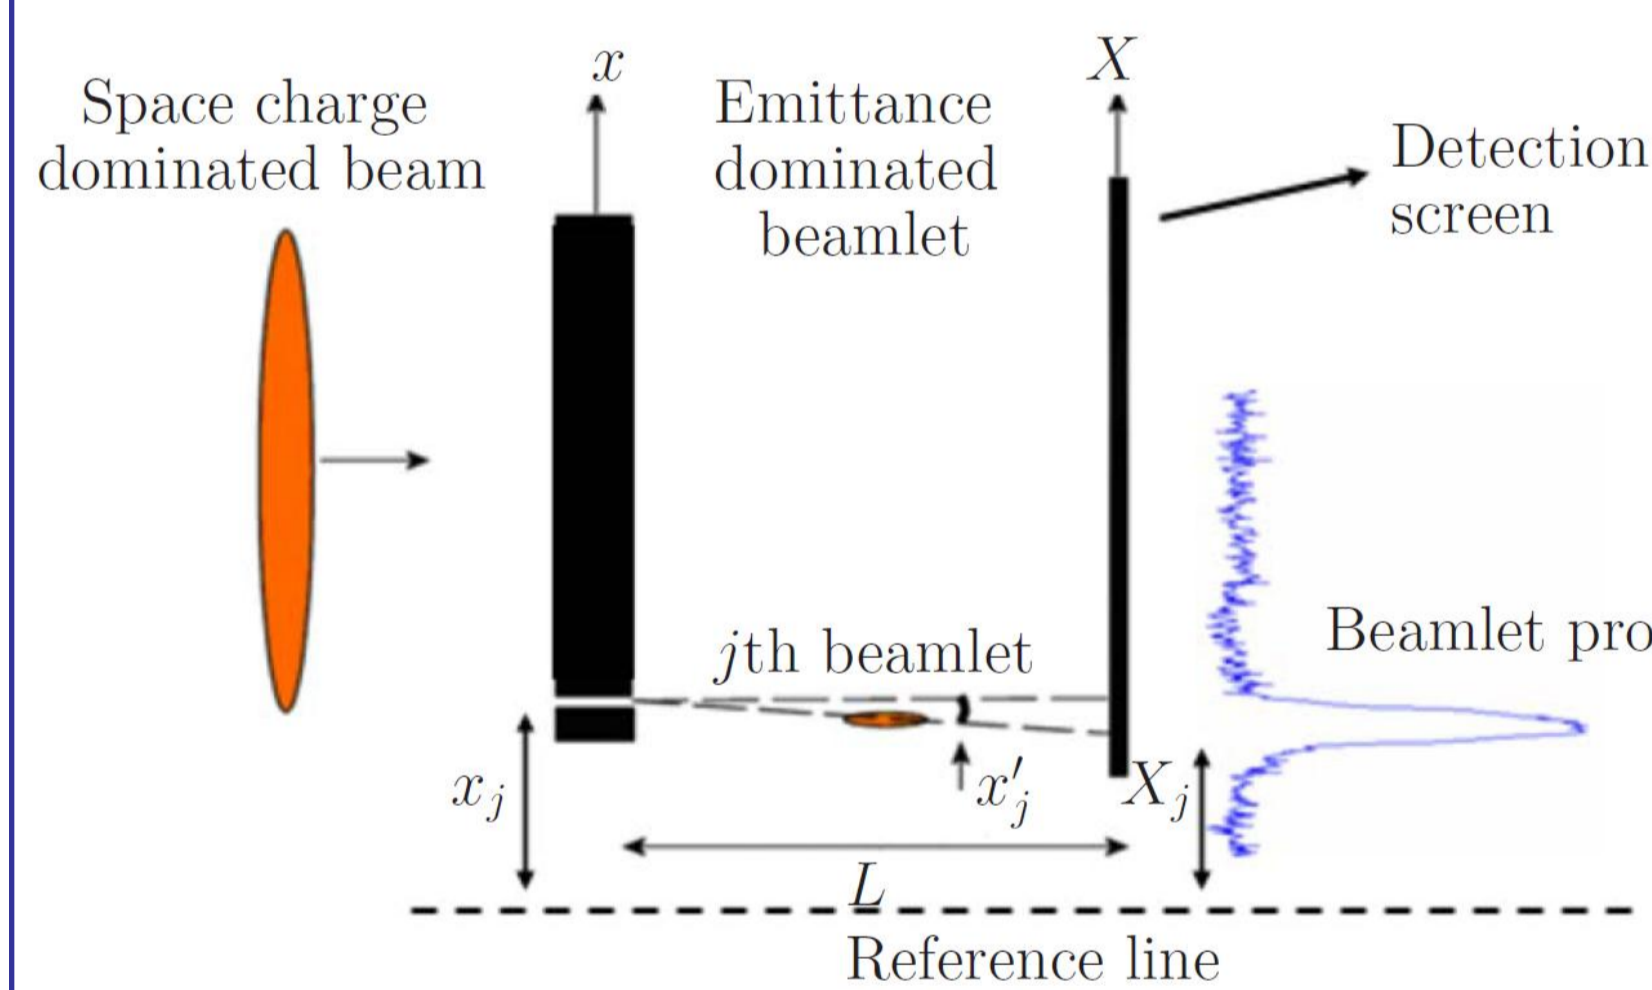 Space charge
dominated beam
x
Emittance
dominated
beamlet
X
Detection
screen
jth beamlet
Beamlet pro
x_j
x'_j
X_j
L
Reference line